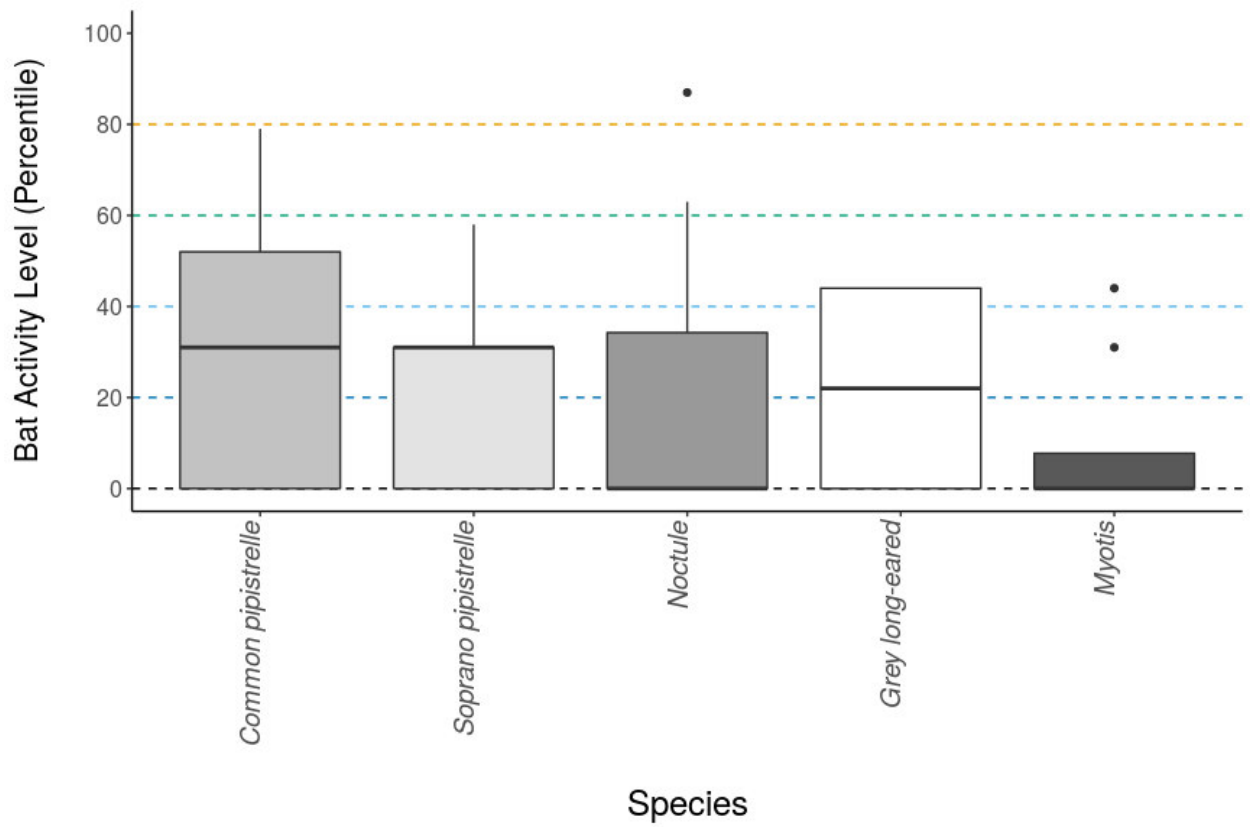 Bat Activity Level (Percentile)
100
80
60
40
20
0
Common pipistrelle
Soprano pipistrelle
Noctule
Grey long-eared
Myotis
Species